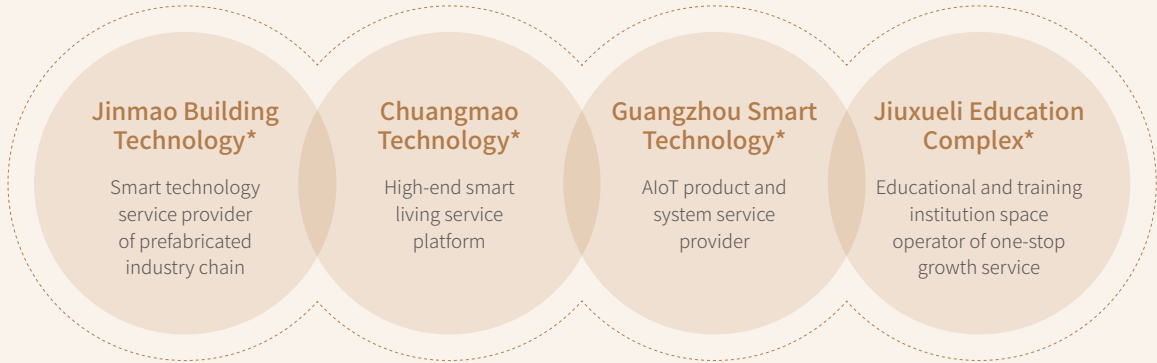 Jinmao Building
Technology*
Smart technology
service provider
of prefabricated
industry chain
Chuangmao
Technology*
High-end smart
living service
platform
Guangzhou Smart
Technology*
AIoT product and
system service
provider
Jiuxueli Education
Complex*
Educational and training
institution space
operator of one-stop
growth service